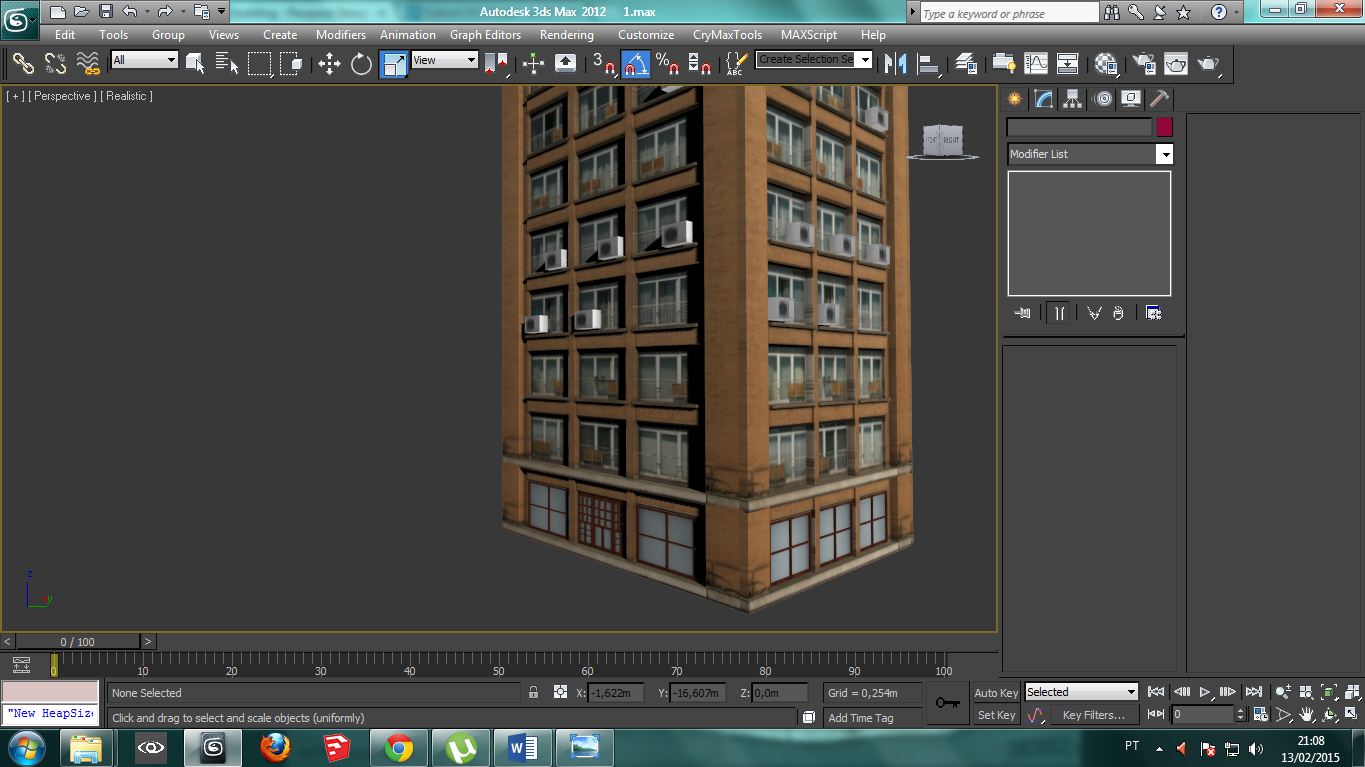 Autodesk 3ds Max 2012 1.max
Type a keyword or phrase
Edit Tools Group Views Create Modifiers Animation Graph Editors Rendering Customize CryMaxTools MAXScript Help
All View 3 % ABC Create Selection Se
[ + ] [ Perspective ] [ Realistic ]
RIGHT
Modifier List
z
y
< 0 / 100 >
0 10 20 30 40 50 60 70 80 90 100
None Selected X: -1,622m Y: -16,607m Z: 0,0m Grid = 0,254m Auto Key Selected
"New HeapSiz Click and drag to select and scale objects (uniformly) Add Time Tag Set Key Key Filters... 0
PT 21:08
13/02/2015